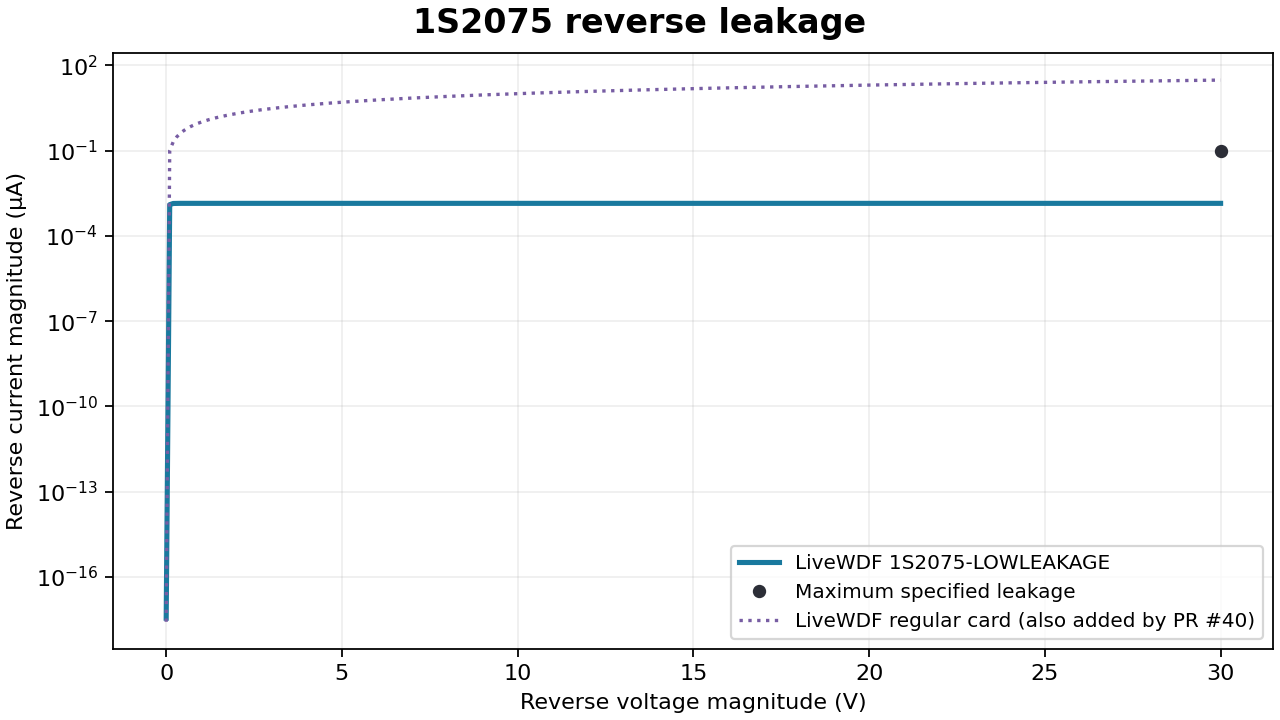 1S2075 reverse leakage
Reverse current magnitude (µA)
10²
10⁻¹
10⁻⁴
10⁻⁷
10⁻¹⁰
10⁻¹³
10⁻¹⁶
LiveWDF 1S2075-LOWLEAKAGE
Maximum specified leakage
LiveWDF regular card (also added by PR #40)
0 5 10 15 20 25 30
Reverse voltage magnitude (V)